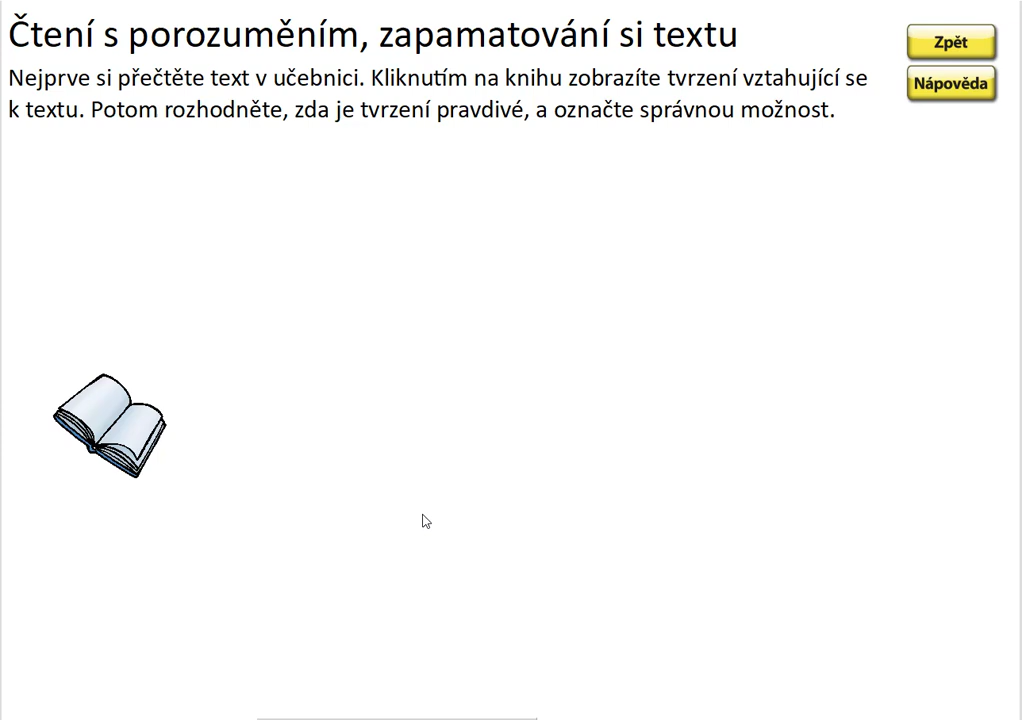 Čtení s porozuměním, zapamatování si textu
Zpět
Nejprve si přečtěte text v učebnici. Kliknutím na knihu zobrazíte tvrzení vztahující se
Nápověda
k textu. Potom rozhodněte, zda je tvrzení pravdivé, a označte správnou možnost.